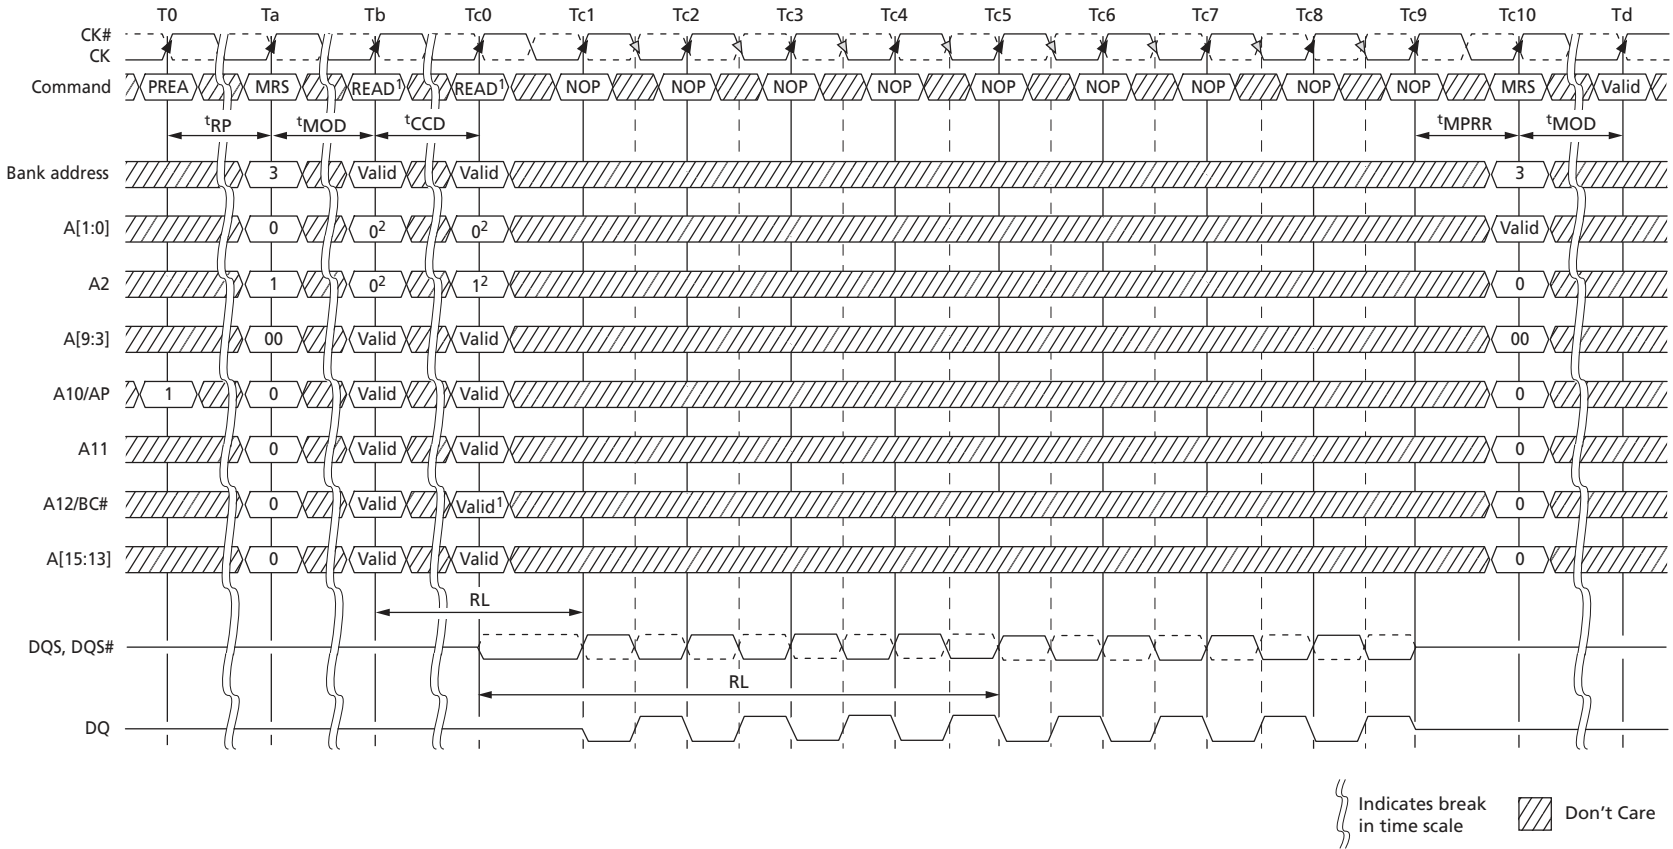 T0 Ta Tb Tc0 Tc1 Tc2 Tc3 Tc4 Tc5 Tc6 Tc7 Tc8 Tc9 Tc10 Td
CK#
CK
Command PREA MRS READ1 READ1 NOP NOP NOP NOP NOP NOP NOP NOP NOP MRS Valid
tRP tMOD tCCD tMPRR tMOD
Bank address 3 Valid Valid 3
A[1:0] 0 02 02 Valid
A2 1 02 12 0
A[9:3] 00 Valid Valid 00
A10/AP 1 0 Valid Valid 0
A11 0 Valid Valid 0
A12/BC# 0 Valid Valid1 0
A[15:13] 0 Valid Valid 0
RL
DQS, DQS#
RL
DQ
Indicates break
in time scale
Don't Care